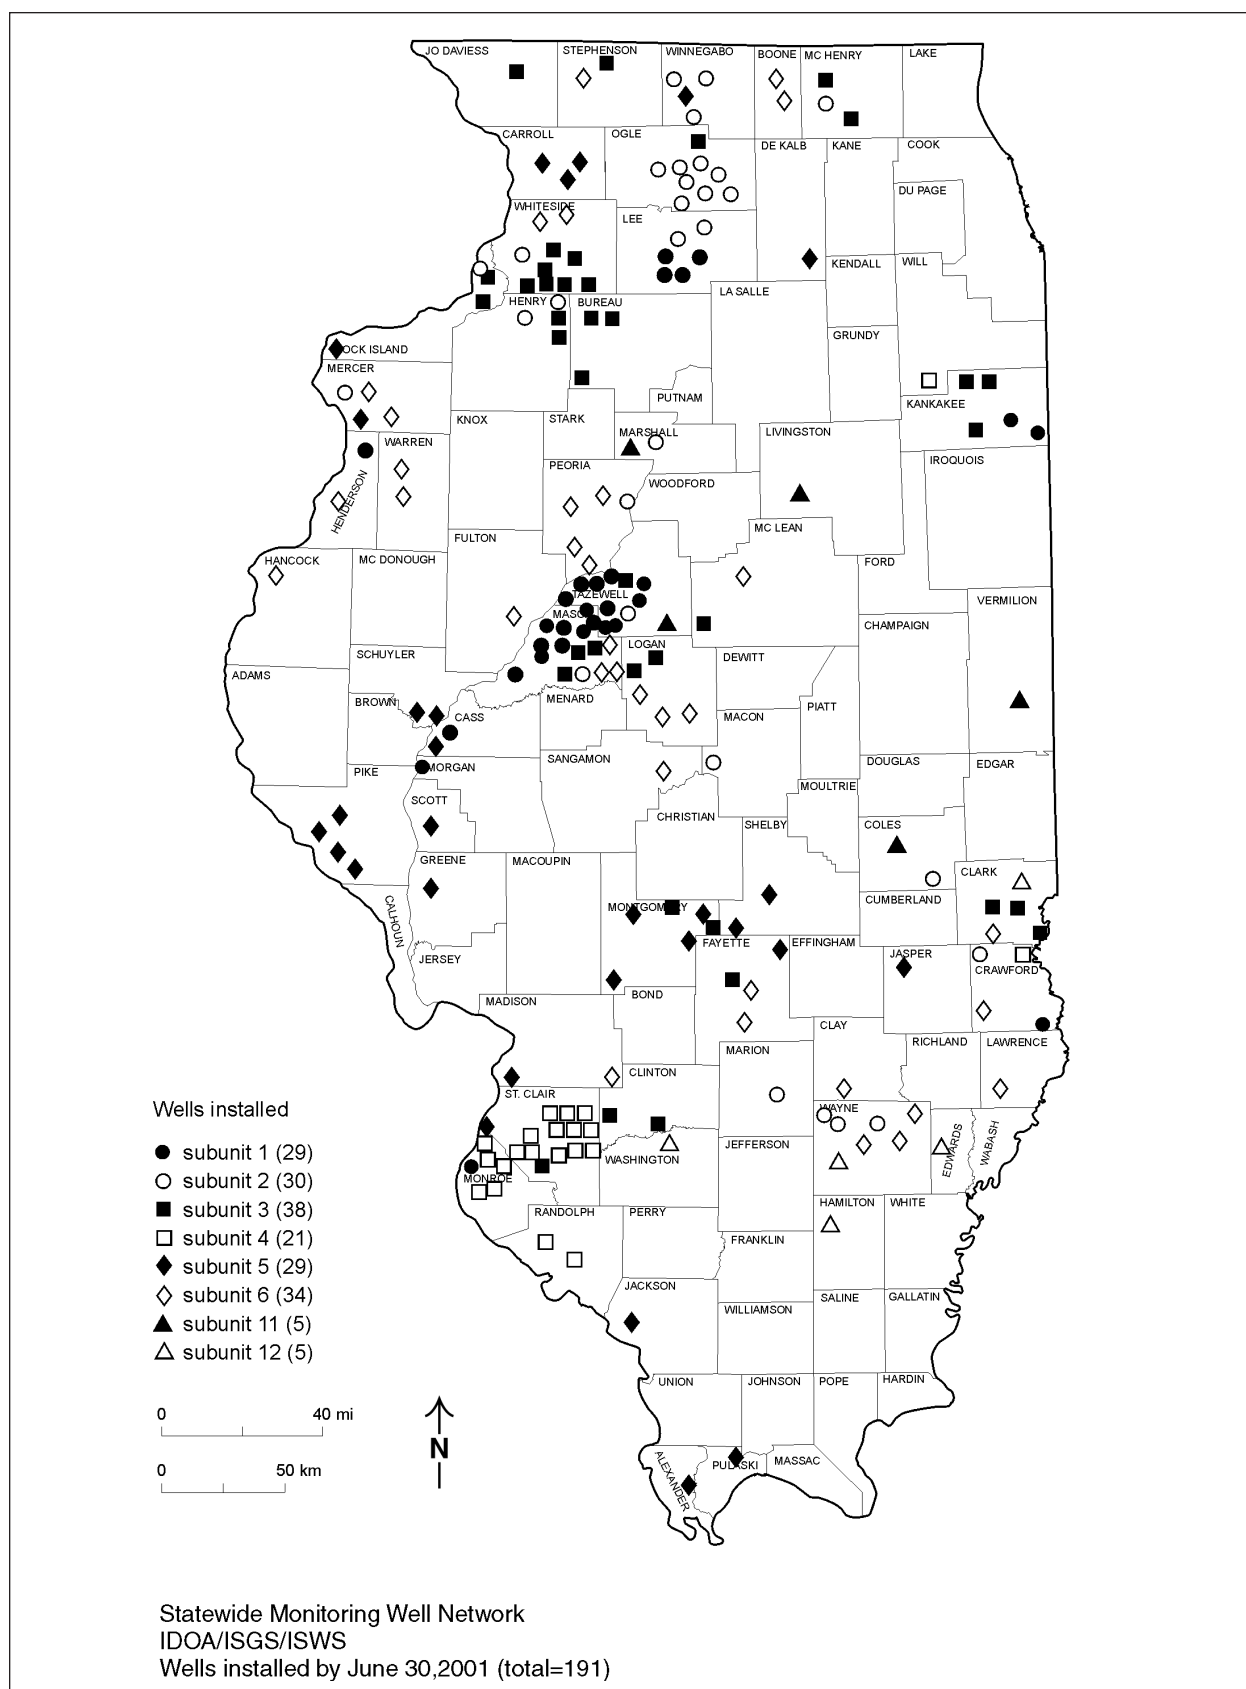 JO DAVIESS
STEPHENSON
WINNEGABO
BOONE
MC HENRY
LAKE
CARROLL
OGLE
DE KALB
KANE
COOK
DU PAGE
WHITESIDE
LEE
KENDALL
WILL
LA SALLE
HENRY
BUREAU
GRUNDY
OCK ISLAND
MERCER
PUTNAM
KANKAKEE
KNOX
STARK
MARSHALL
LIVINGSTON
WARREN
IROQUOIS
PEORIA
WOODFORD
HENDERSON
MC LEAN
FULTON
HANCOCK
MC DONOUGH
FORD
TAZEWELL
VERMILION
MASO
CHAMPAIGN
LOGAN
SCHUYLER
DEWITT
ADAMS
BROWN
MENARD
PIATT
CASS
MACON
SANGAMON
DOUGLAS
EDGAR
PIKE
MORGAN
MOULTRIE
SCOTT
CHRISTIAN
SHELBY
COLES
GREENE
MACOUPIN
CLARK
CALHOUN
MONTGOMERY
CUMBERLAND
FAYETTE
EFFINGHAM
JASPER
JERSEY
CRAWFORD
MADISON
BOND
CLAY
RICHLAND
LAWRENCE
MARION
CLINTON
ST. CLAIR
WAYNE
EDWARDS
WABASH
JEFFERSON
WASHINGTON
MONROE
HAMILTON
WHITE
RANDOLPH
PERRY
FRANKLIN
JACKSON
SALINE
GALLATIN
WILLIAMSON
UNION
JOHNSON
POPE
HARDIN
ALEXANDER
PULASKI
MASSAC
Wells installed
subunit 1 (29)
subunit 2 (30)
subunit 3 (38)
subunit 4 (21)
subunit 5 (29)
subunit 6 (34)
subunit 11 (5)
subunit 12 (5)
0 40 mi
0 50 km
N
Statewide Monitoring Well Network
IDOA/ISGS/ISWS
Wells installed by June 30,2001 (total=191)